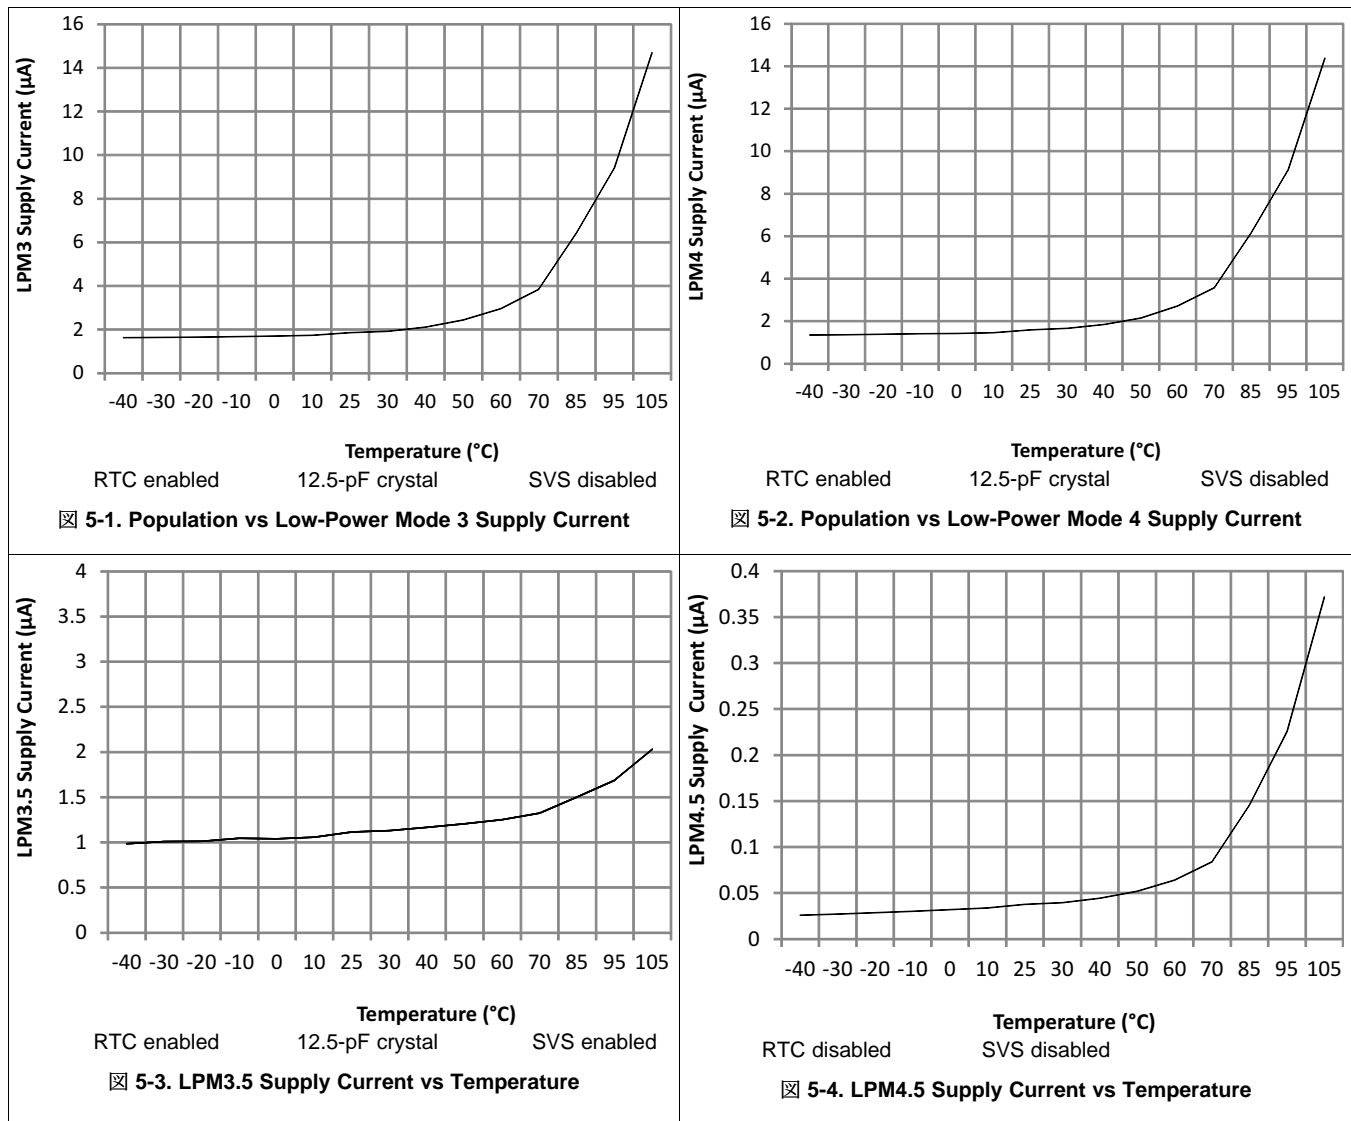 LPM3 Supply Current (µA)
16
14
12
10
8
6
4
2
0
-40 -30 -20 -10 0 10 25 30 40 50 60 70 85 95 105
Temperature (°C)
RTC enabled 12.5-pF crystal SVS disabled
図 5-1. Population vs Low-Power Mode 3 Supply Current
LPM4 Supply Current (µA)
16
14
12
10
8
6
4
2
0
-40 -30 -20 -10 0 10 25 30 40 50 60 70 85 95 105
Temperature (°C)
RTC enabled 12.5-pF crystal SVS disabled
図 5-2. Population vs Low-Power Mode 4 Supply Current
LPM3.5 Supply Current (µA)
4
3.5
3
2.5
2
1.5
1
0.5
0
-40 -30 -20 -10 0 10 25 30 40 50 60 70 85 95 105
Temperature (°C)
RTC enabled 12.5-pF crystal SVS enabled
図 5-3. LPM3.5 Supply Current vs Temperature
LPM4.5 Supply Current (µA)
0.4
0.35
0.3
0.25
0.2
0.15
0.1
0.05
0
-40 -30 -20 -10 0 10 25 30 40 50 60 70 85 95 105
Temperature (°C)
RTC disabled SVS disabled
図 5-4. LPM4.5 Supply Current vs Temperature